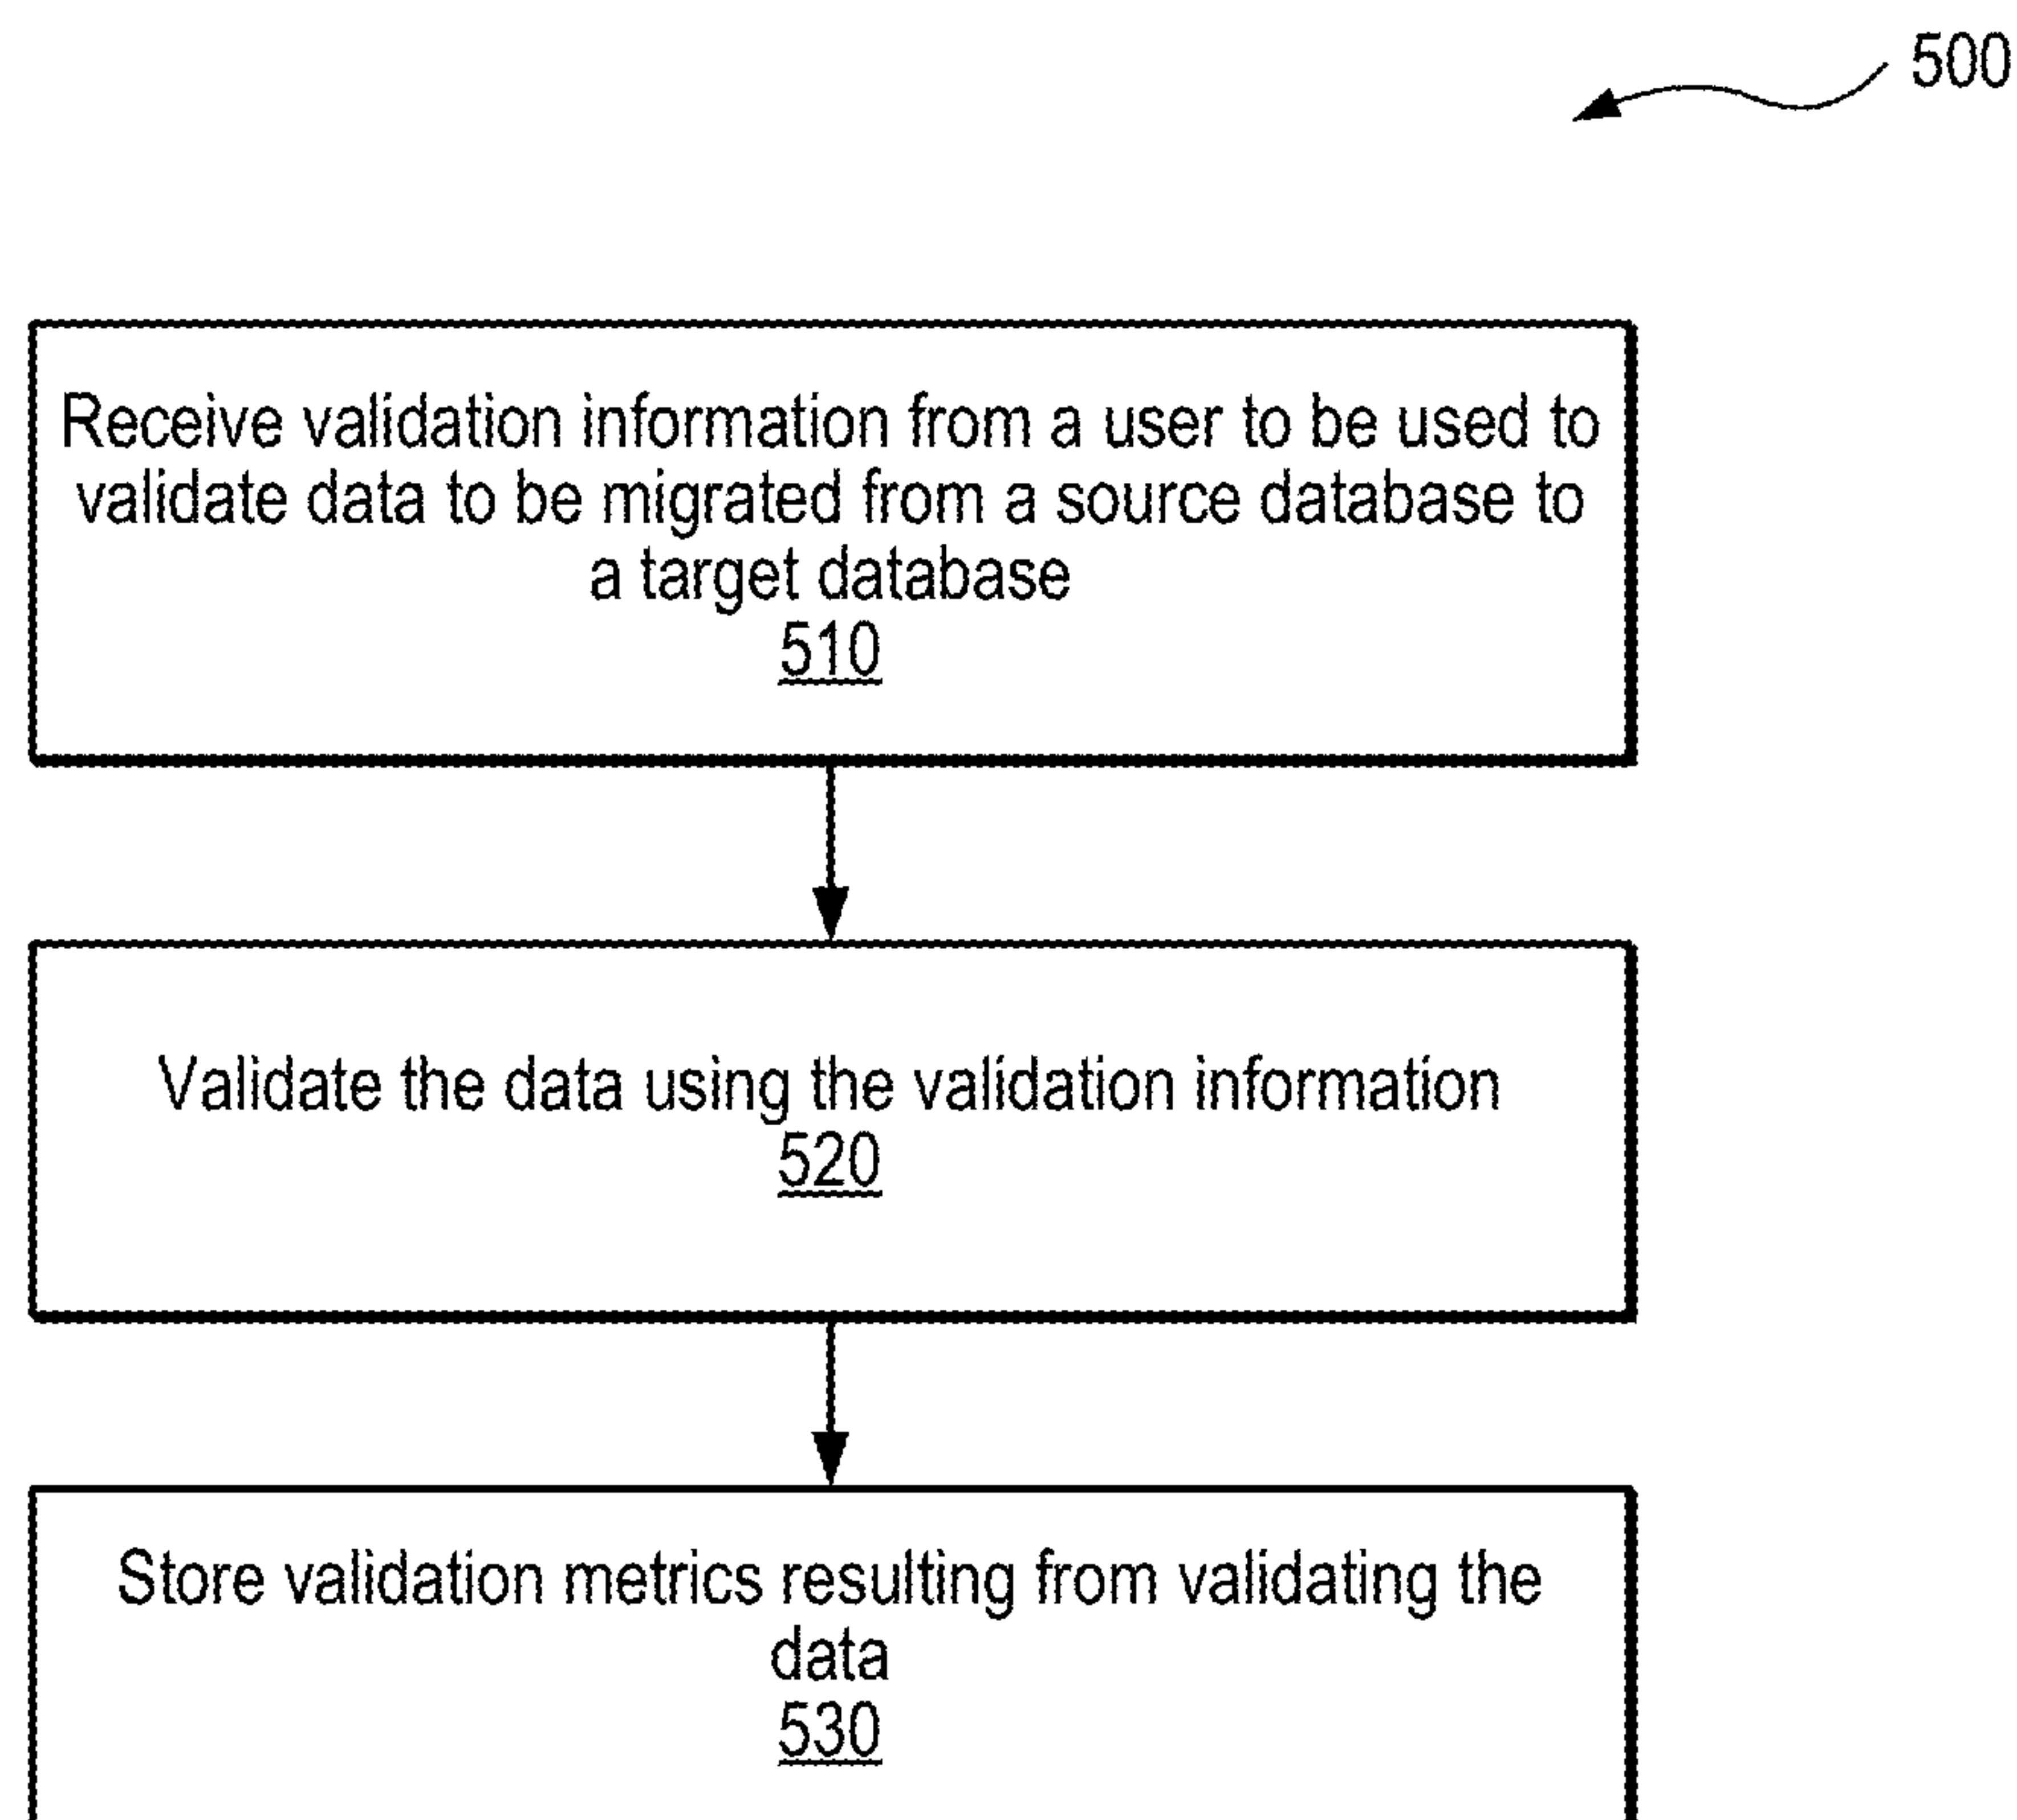 500
Receive validation information from a user to be used to
validate data to be migrated from a source database to
a target database
510
Validate the data using the validation information
520
Store validation metrics resulting from validating the
data
530